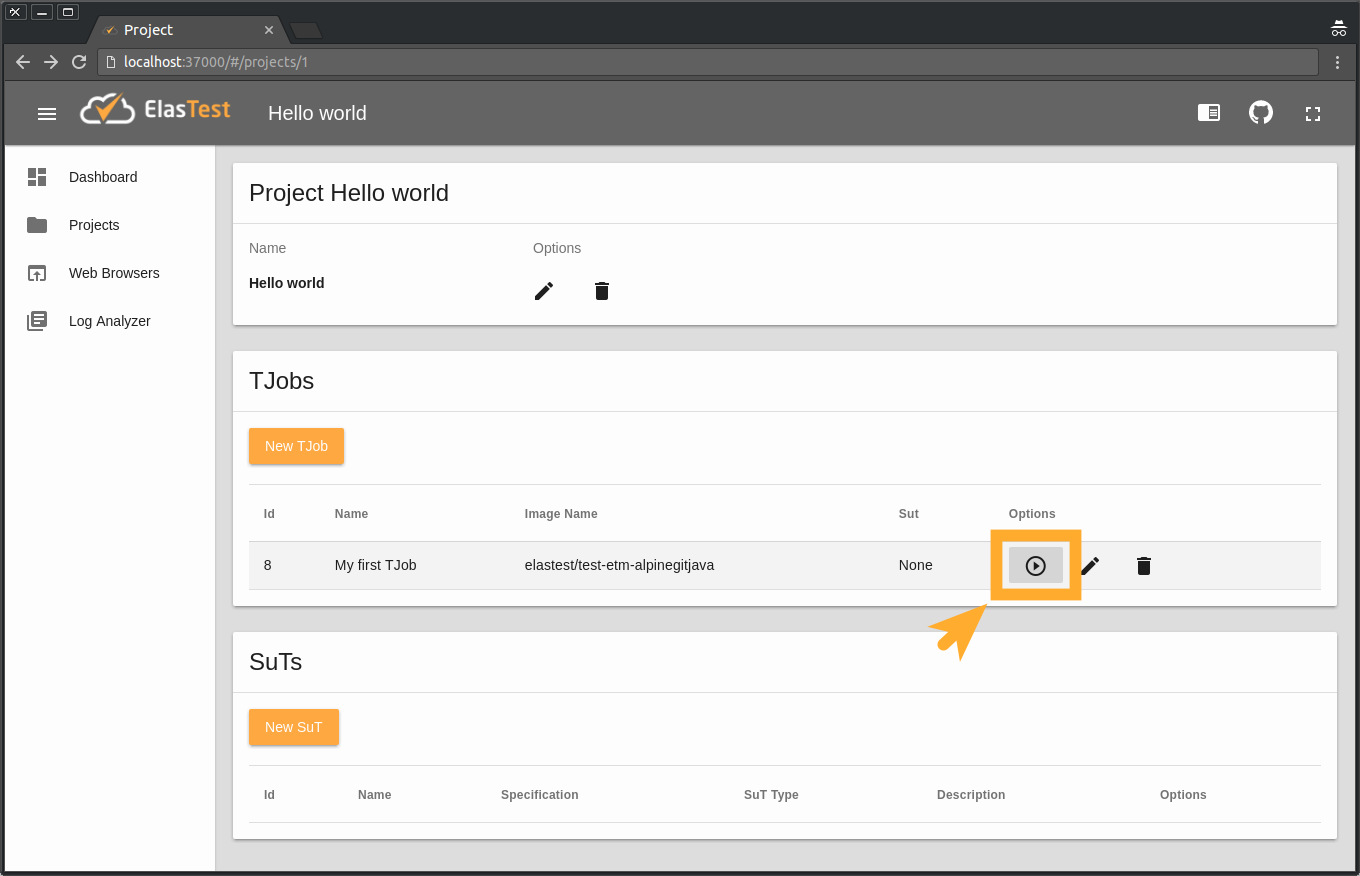 Project
localhost:37000/#/projects/1
ElasTest Hello world
Dashboard
Projects
Web Browsers
Log Analyzer
Project Hello world
Name Options
Hello world
TJobs
New TJob
Id Name Image Name Sut Options
8 My first TJob elastest/test-etm-alpinegitjava None
SuTs
New SuT
Id Name Specification SuT Type Description Options